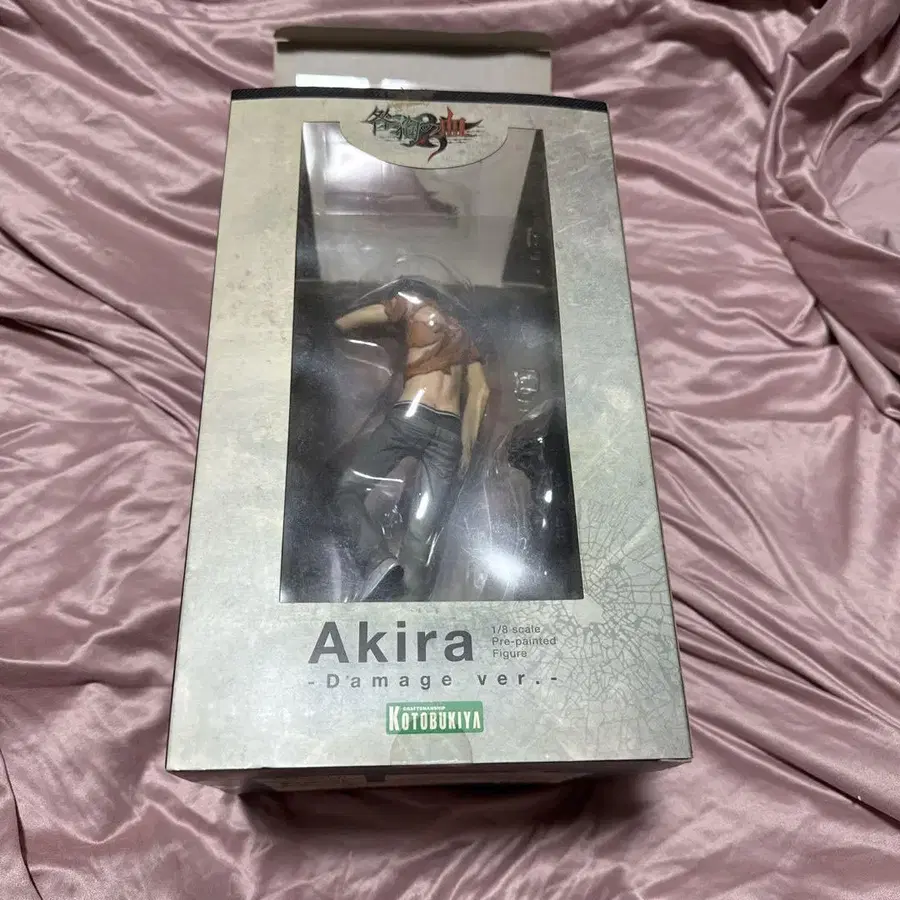 咎狗の血
Akira
1/8 scale
Pre-painted
Figure
- Damage ver. -
CRAFTSMANSHIP
KOTOBUKIYA